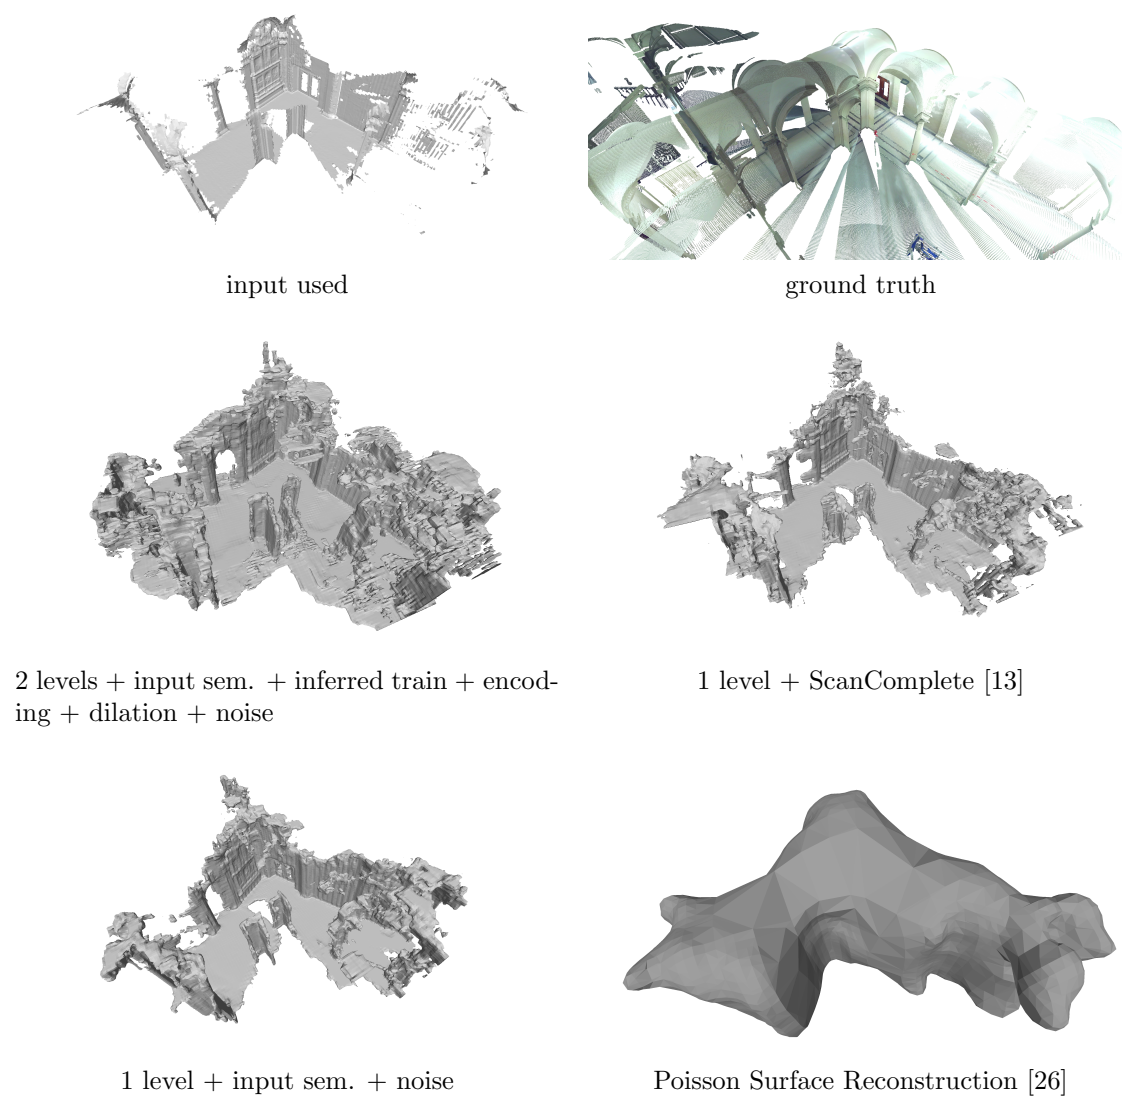 input used
ground truth
2 levels + input sem. + inferred train + encod-
ing + dilation + noise
1 level + ScanComplete [13]
1 level + input sem. + noise
Poisson Surface Reconstruction [26]